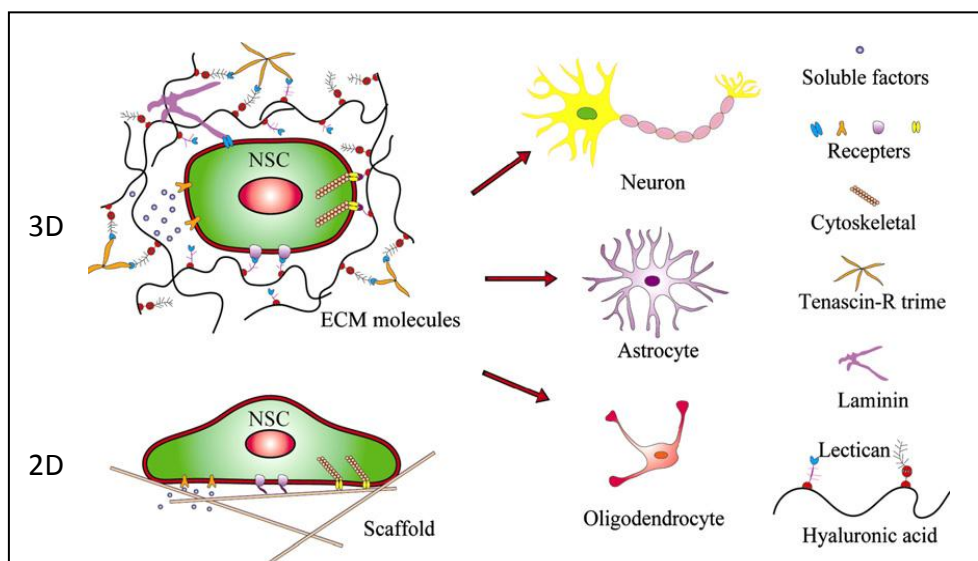 3D
NSC
ECM molecules
2D
NSC
Scaffold
Neuron
Astrocyte
Oligodendrocyte
Soluble factors
Recepters
Cytoskeletal
Tenascin-R trime
Laminin
Lectican
Hyaluronic acid